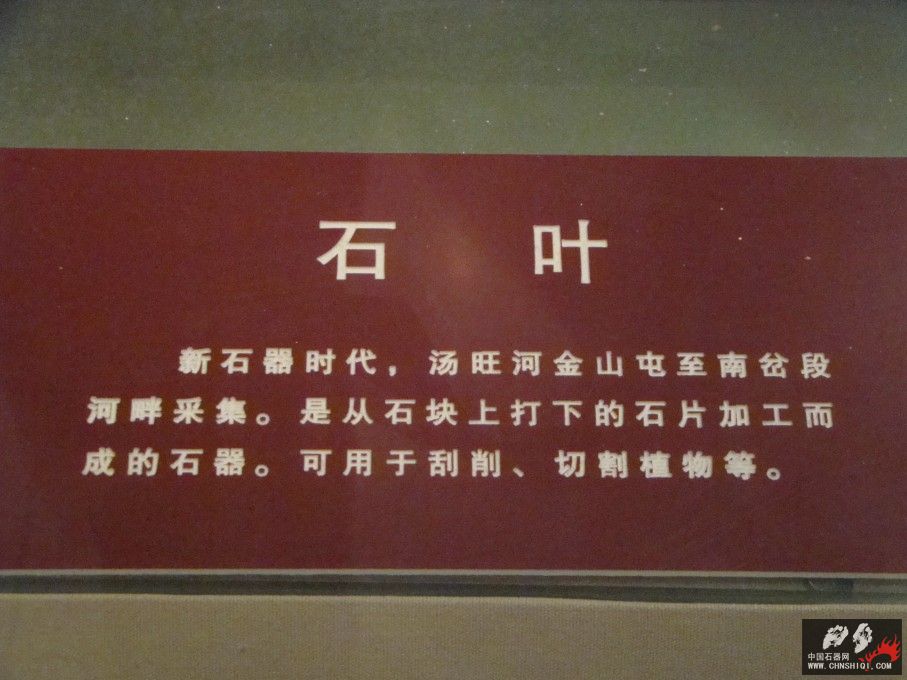 石 叶
新石器时代，汤旺河金山屯至南岔段
河畔采集。是从石块上打下的石片加工而
成的石器。可用于刮削、切割植物等。
中国石器网
WWW.CHNSHIQI.COM